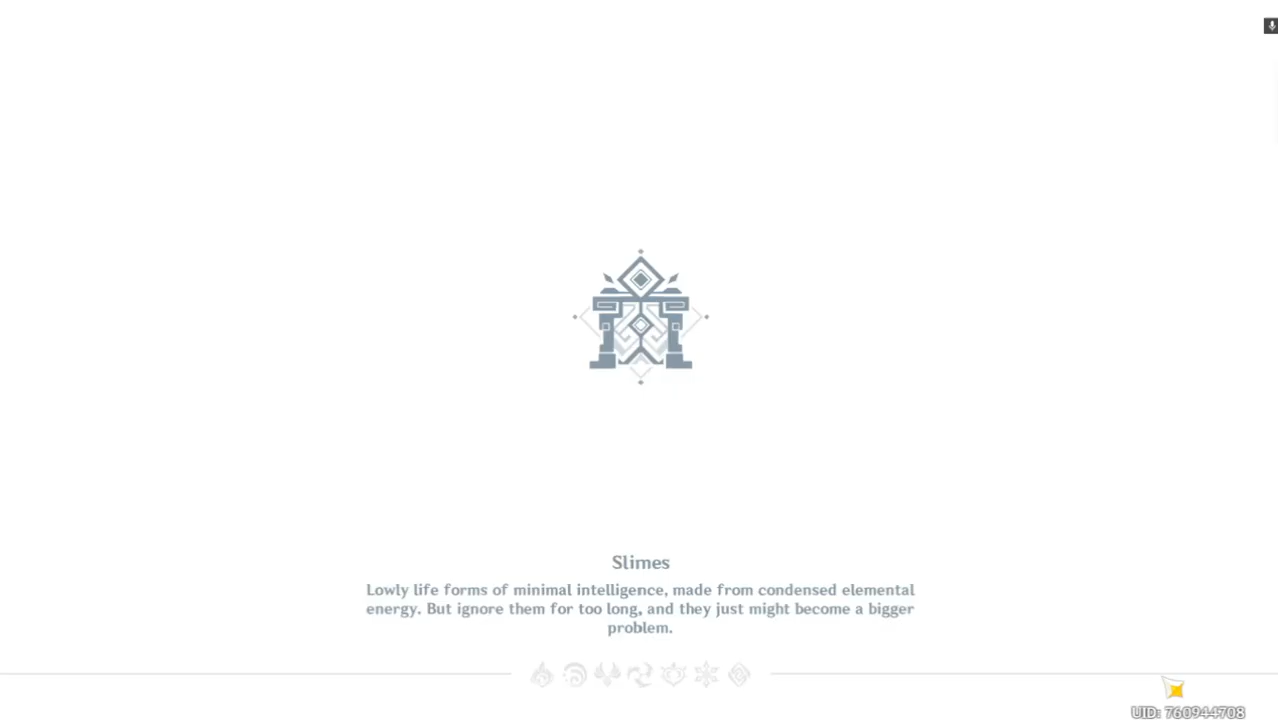 Slimes
Lowly life forms of minimal intelligence, made from condensed elemental
energy. But ignore them for too long, and they just might become a bigger
problem.
UID: 760944708